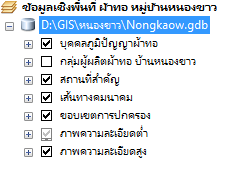 ข้อมูลเชิงพื้นที่ ผ้าทอ หมู่บ้านหนองขาว
D:\GIS\หนองขาว\Nongkaow.gdb
บุคคลภูมิปัญญาผ้าทอ
กลุ่มผู้ผลิตผ้าทอ บ้านหนองขาว
สถานที่สำคัญ
เส้นทางคมนาคม
ขอบเขตการปกครอง
ภาพความละเอียดต่ำ
ภาพความละเอียดสูง